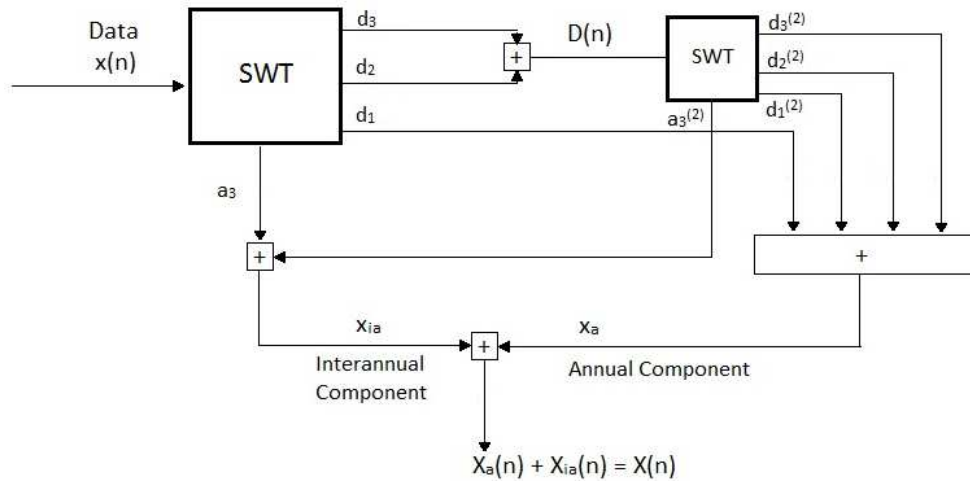 Data
x(n)
SWT
d₃
d₂
d₁
a₃
+
D(n)
SWT
d₃⁽²⁾
d₂⁽²⁾
d₁⁽²⁾
a₃⁽²⁾
+
+
xᵢₐ
Interannual
Component
+
xₐ
Annual Component
Xₐ(n) + Xᵢₐ(n) = X(n)